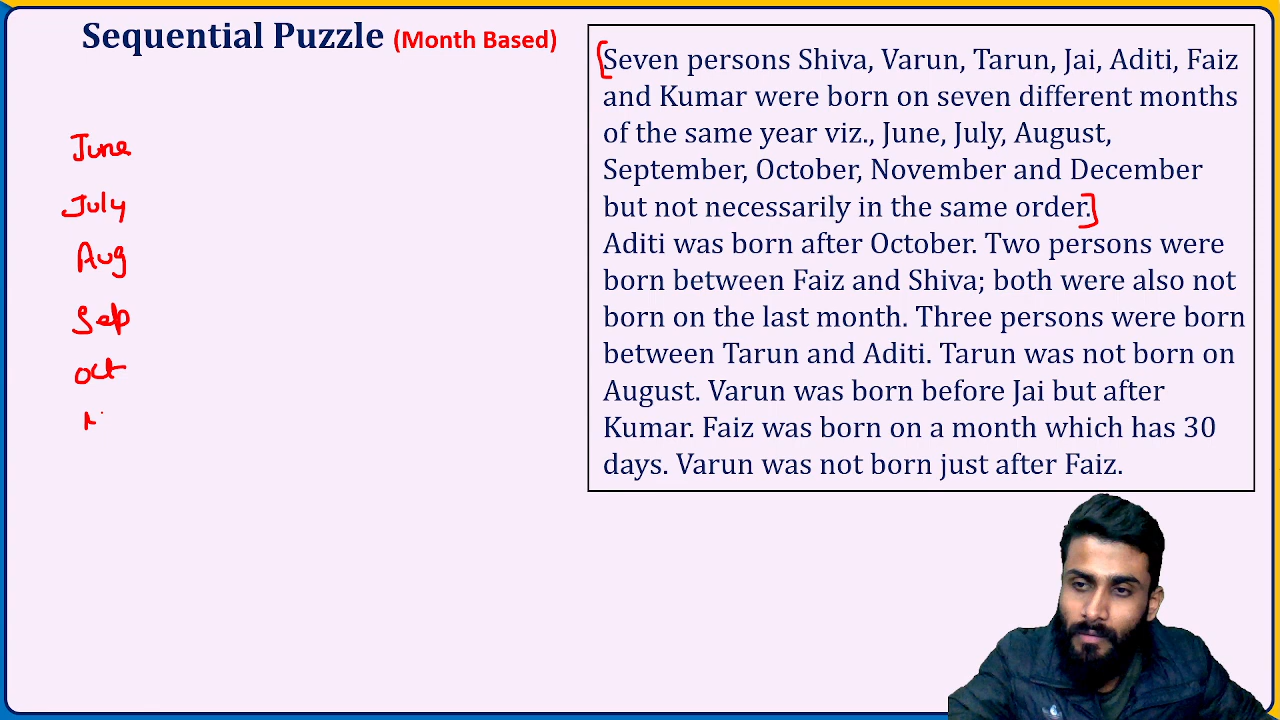 Sequential Puzzle (Month Based)
Seven persons Shiva, Varun, Tarun, Jai, Aditi, Faiz
and Kumar were born on seven different months
of the same year viz., June, July, August,
September, October, November and December
but not necessarily in the same order.
Aditi was born after October. Two persons were
born between Faiz and Shiva; both were also not
born on the last month. Three persons were born
between Tarun and Aditi. Tarun was not born on
August. Varun was born before Jai but after
Kumar. Faiz was born on a month which has 30
days. Varun was not born just after Faiz.
June
July
Aug
Sep
Oct